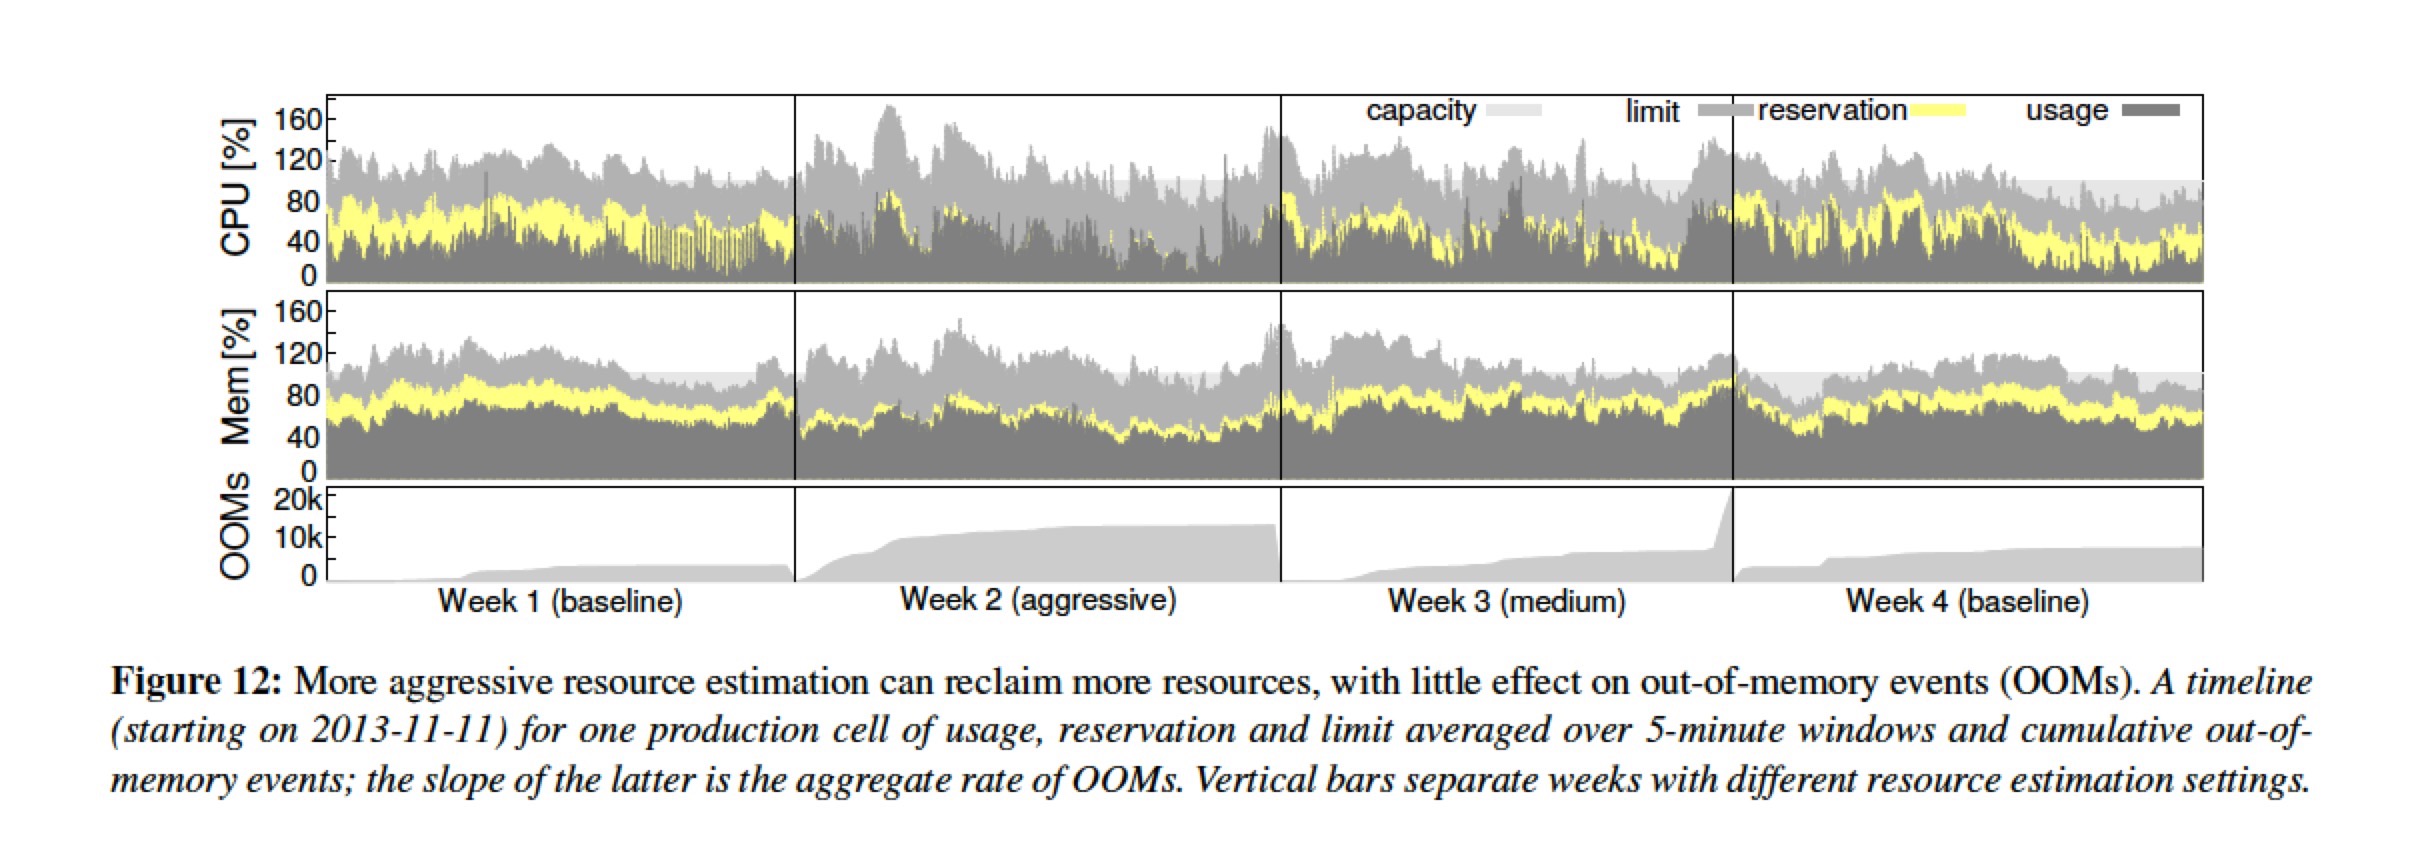 capacity limit reservation usage
CPU [%]
160
120
80
40
0
Mem [%]
160
120
80
40
0
OOMs
20k
10k
0
Week 1 (baseline) Week 2 (aggressive) Week 3 (medium) Week 4 (baseline)
Figure 12: More aggressive resource estimation can reclaim more resources, with little effect on out-of-memory events (OOMs). A timeline
(starting on 2013-11-11) for one production cell of usage, reservation and limit averaged over 5-minute windows and cumulative out-of-
memory events; the slope of the latter is the aggregate rate of OOMs. Vertical bars separate weeks with different resource estimation settings.